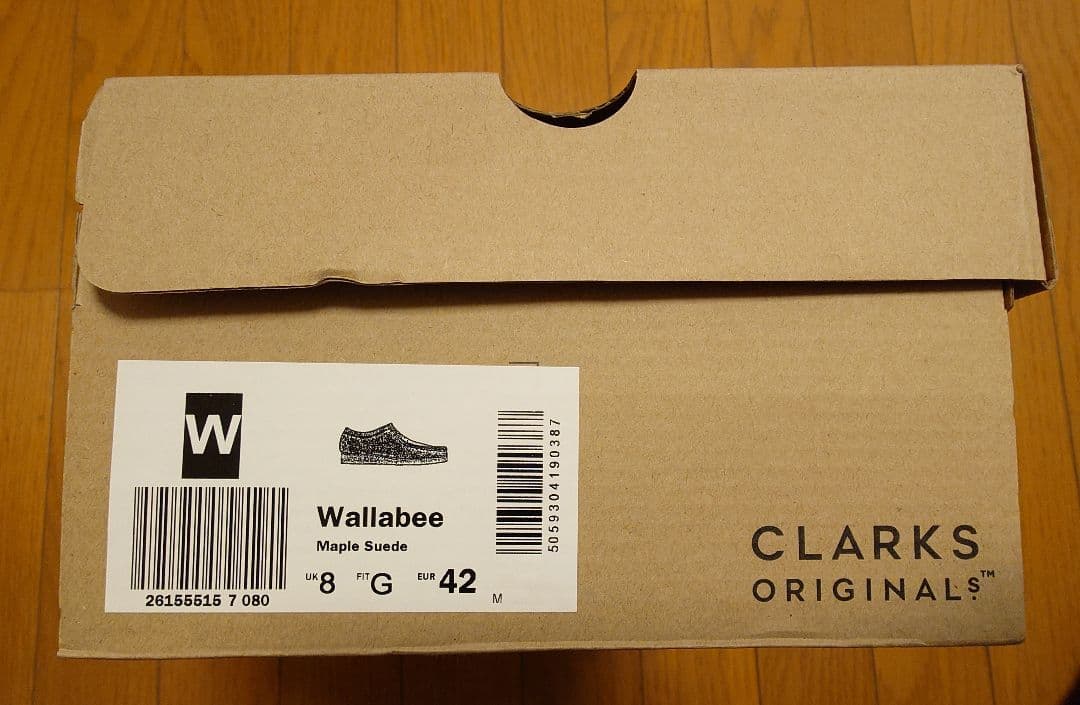 W
26155515 7 080
Wallabee
Maple Suede
UK 8 FIT G EUR 42 M
5059304190387
CLARKS
ORIGINALS™